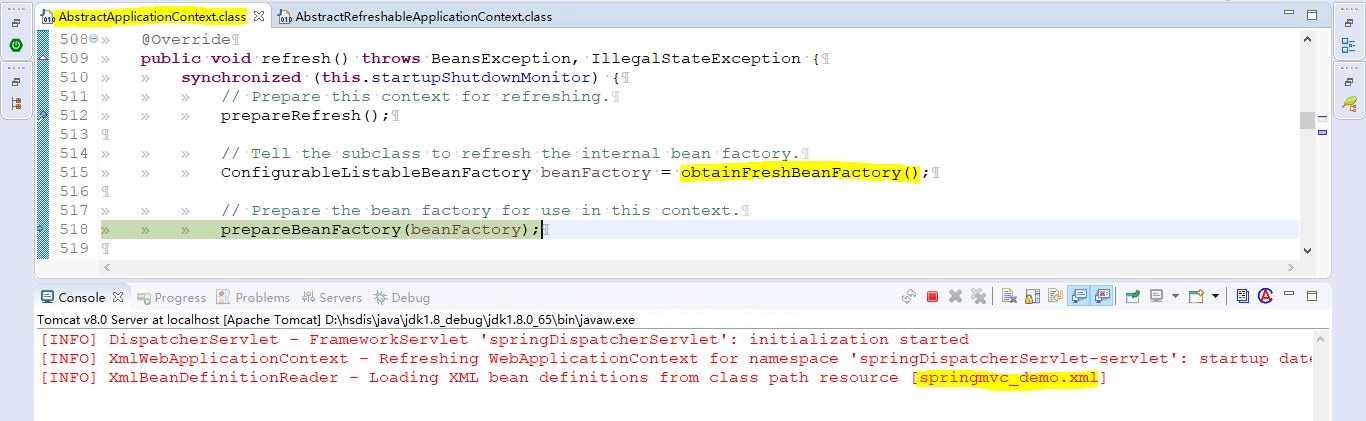 AbstractApplicationContext.class AbstractRefreshableApplicationContext.class
508 @Override
509 public void refresh() throws BeansException, IllegalStateException {
510 synchronized (this.startupShutdownMonitor) {
511 // Prepare this context for refreshing.
512 prepareRefresh();
513
514 // Tell the subclass to refresh the internal bean factory.
515 ConfigurableListableBeanFactory beanFactory = obtainFreshBeanFactory();
516
517 // Prepare the bean factory for use in this context.
518 prepareBeanFactory(beanFactory);
519
Console Progress Problems Servers Debug
Tomcat v8.0 Server at localhost [Apache Tomcat] D:\hsdis\java\jdk1.8_debug\jdk1.8.0_65\bin\javaw.exe
[INFO] DispatcherServlet - FrameworkServlet 'springDispatcherServlet': initialization started
[INFO] XmlWebApplicationContext - Refreshing WebApplicationContext for namespace 'springDispatcherServlet-servlet': startup date
[INFO] XmlBeanDefinitionReader - Loading XML bean definitions from class path resource [springmvc_demo.xml]